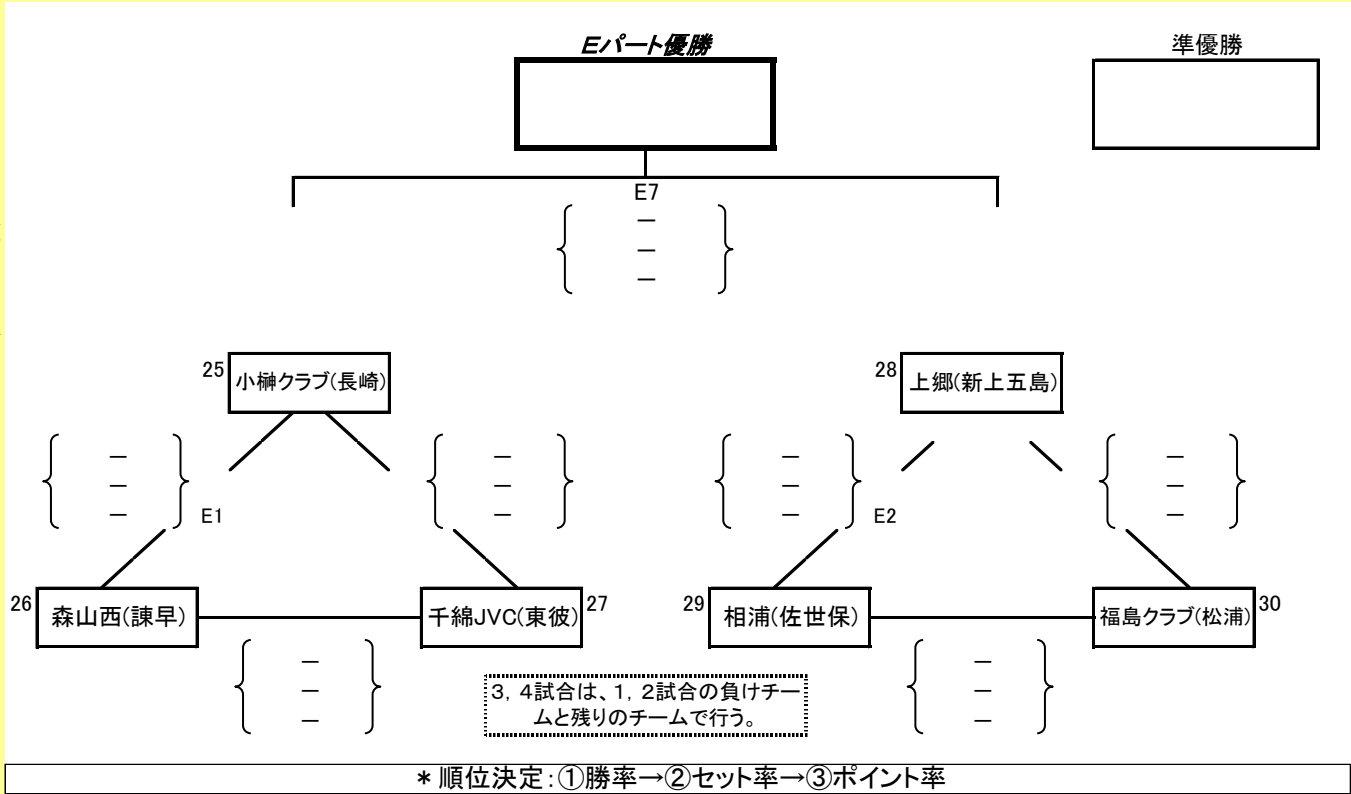 Eパート優勝
準優勝
E7
－
－
－
25
小榊クラブ(長崎)
28
上郷(新上五島)
－
－
－
E1
－
－
－
－
－
－
E2
－
－
－
26
森山西(諫早)
千綿JVC(東彼)
27
29
相浦(佐世保)
福島クラブ(松浦)
30
－
－
－
3，4試合は、1，2試合の負けチー
ムと残りのチームで行う。
－
－
－
＊順位決定：①勝率→②セット率→③ポイント率